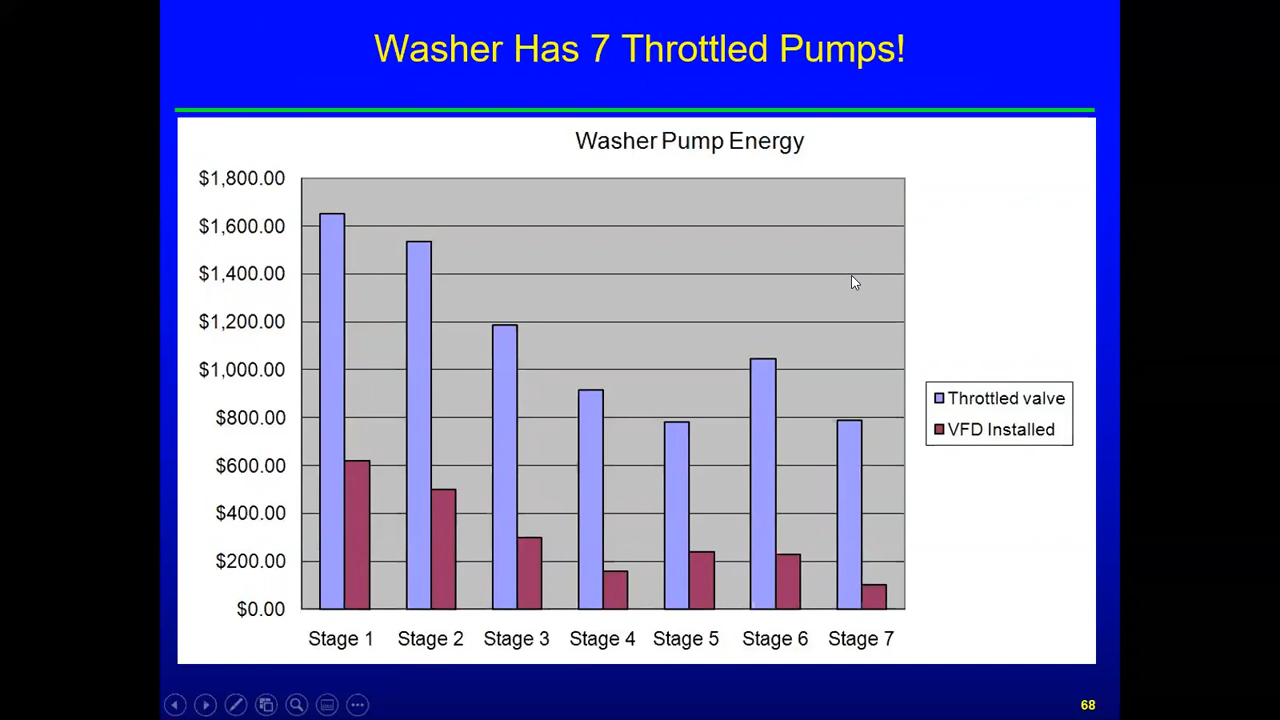 Washer Has 7 Throttled Pumps!
Washer Pump Energy
$1,800.00
$1,600.00
$1,400.00
$1,200.00
$1,000.00
$800.00
$600.00
$400.00
$200.00
$0.00
Stage 1 Stage 2 Stage 3 Stage 4 Stage 5 Stage 6 Stage 7
Throttled valve
VFD Installed
68